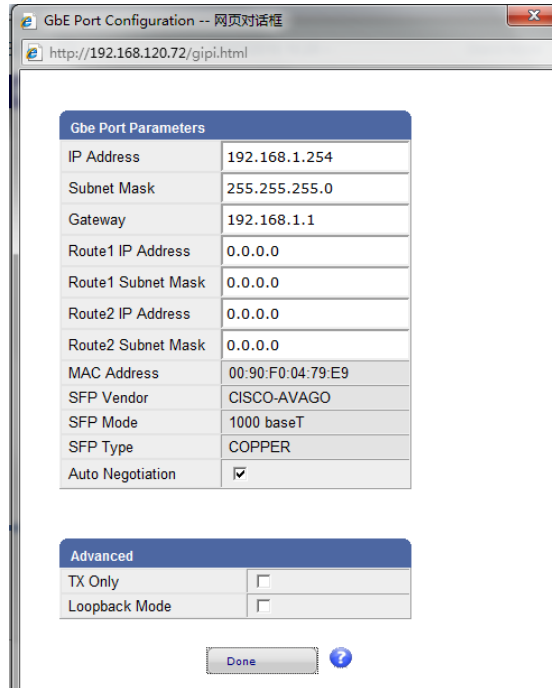 GbE Port Configuration -- 网页对话框
x
http://192.168.120.72/gipi.html
Gbe Port Parameters
IP Address 192.168.1.254
Subnet Mask 255.255.255.0
Gateway 192.168.1.1
Route1 IP Address 0.0.0.0
Route1 Subnet Mask 0.0.0.0
Route2 IP Address 0.0.0.0
Route2 Subnet Mask 0.0.0.0
MAC Address 00:90:F0:04:79:E9
SFP Vendor CISCO-AVAGO
SFP Mode 1000 baseT
SFP Type COPPER
Auto Negotiation
Advanced
TX Only
Loopback Mode
Done ?